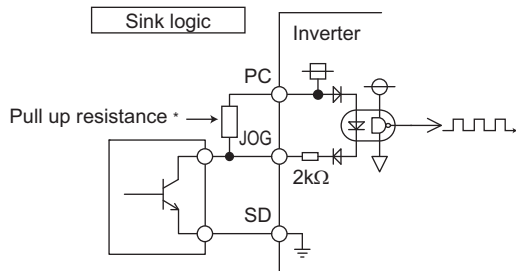 Sink logic
Inverter
PC
Pull up resistance *
JOG
2kΩ
SD